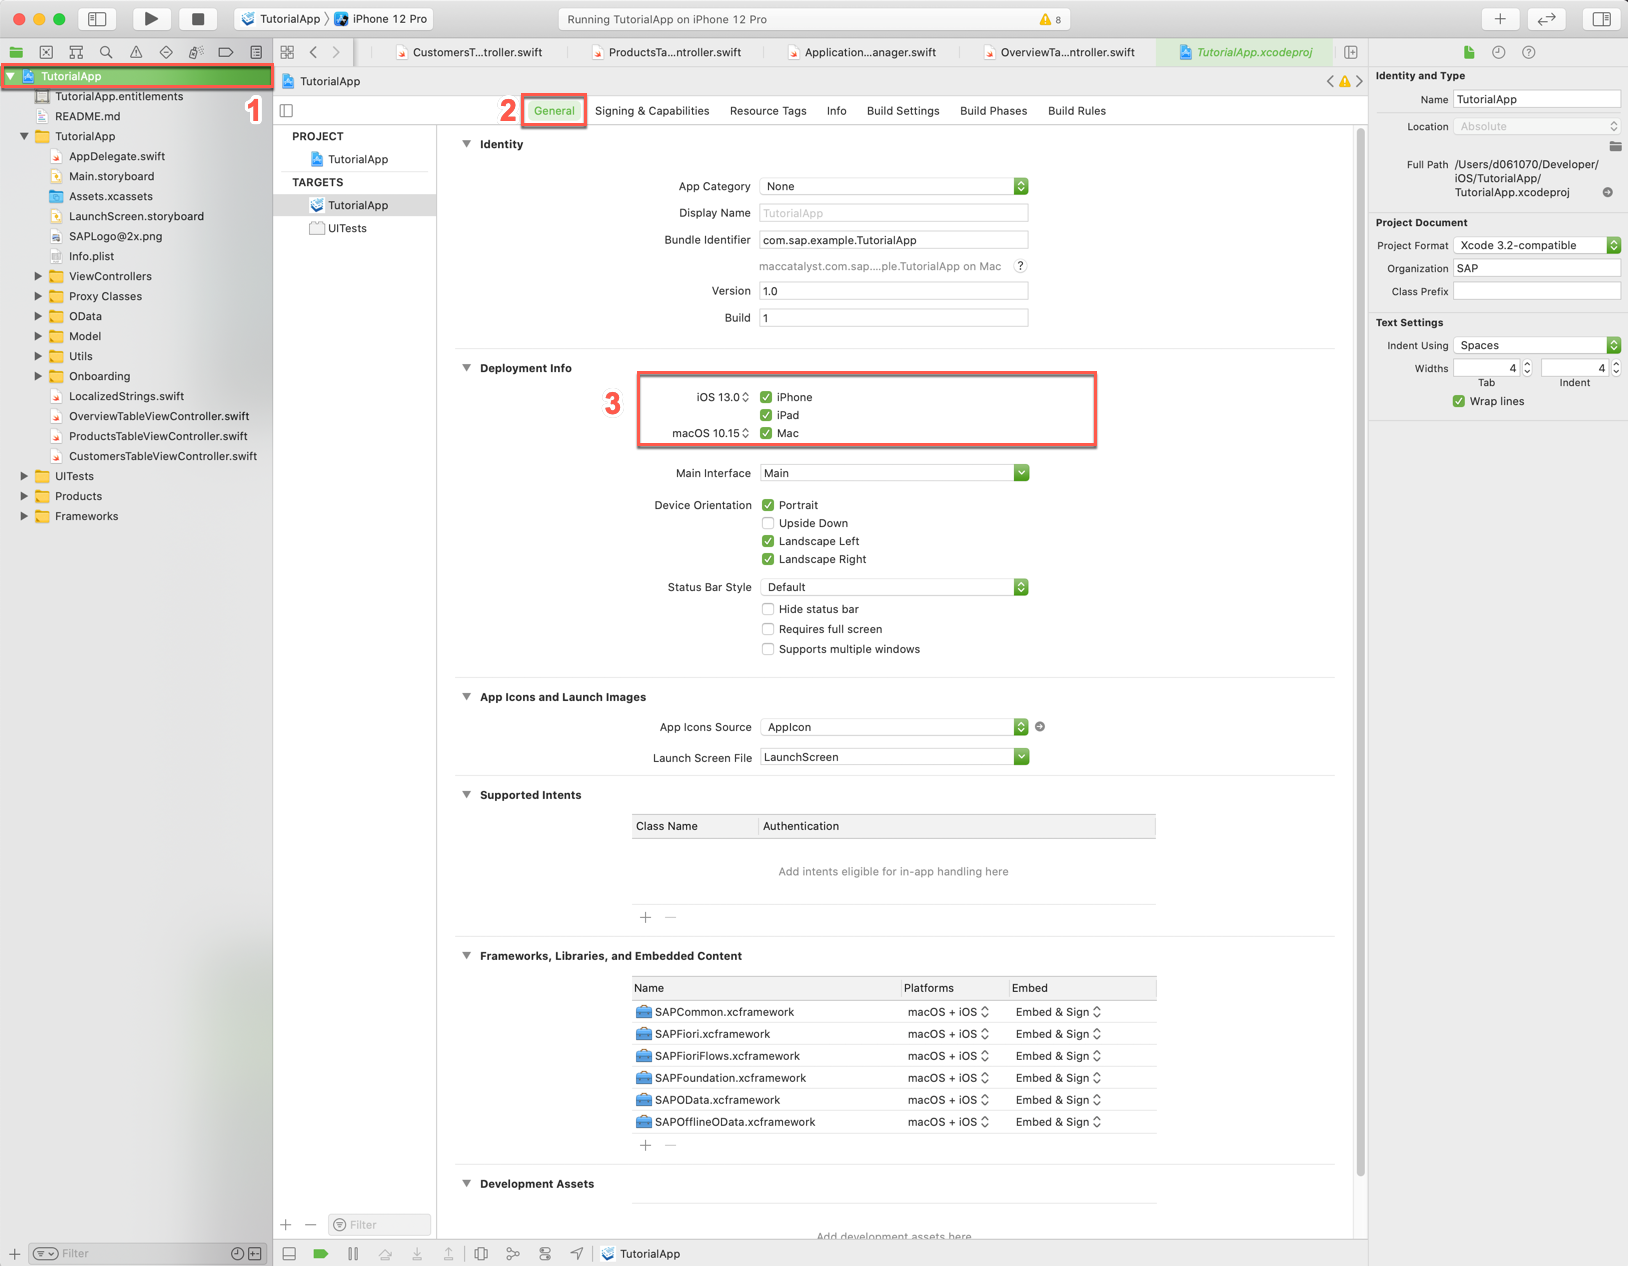 TutorialApp 〉 iPhone 12 Pro
Running TutorialApp on iPhone 12 Pro
8
CustomersT...troller.swift
ProductsTa...ntroller.swift
Application...anager.swift
OverviewTa...ntroller.swift
TutorialApp.xcodeproj
TutorialApp
TutorialApp.entitlements
README.md
TutorialApp
AppDelegate.swift
Main.storyboard
Assets.xcassets
LaunchScreen.storyboard
SAPLogo@2x.png
Info.plist
ViewControllers
Proxy Classes
OData
Model
Utils
Onboarding
LocalizedStrings.swift
OverviewTableViewController.swift
ProductsTableViewController.swift
CustomersTableViewController.swift
UITests
Products
Frameworks
Filter
1
TutorialApp
2
General
Signing & Capabilities
Resource Tags
Info
Build Settings
Build Phases
Build Rules
PROJECT
TutorialApp
TARGETS
TutorialApp
UITests
Filter
Identity
App Category None
Display Name TutorialApp
Bundle Identifier com.sap.example.TutorialApp
maccatalyst.com.sap....ple.TutorialApp on Mac ?
Version 1.0
Build 1
Deployment Info
3
iOS 13.0 iPhone
iPad
macOS 10.15 Mac
Main Interface Main
Device Orientation Portrait
Upside Down
Landscape Left
Landscape Right
Status Bar Style Default
Hide status bar
Requires full screen
Supports multiple windows
App Icons and Launch Images
App Icons Source AppIcon
Launch Screen File LaunchScreen
Supported Intents
Class Name Authentication
Add intents eligible for in-app handling here
Frameworks, Libraries, and Embedded Content
Name Platforms Embed
SAPCommon.xcframework macOS + iOS Embed & Sign
SAPFiori.xcframework macOS + iOS Embed & Sign
SAPFioriFlows.xcframework macOS + iOS Embed & Sign
SAPFoundation.xcframework macOS + iOS Embed & Sign
SAPOData.xcframework macOS + iOS Embed & Sign
SAPOfflineOData.xcframework macOS + iOS Embed & Sign
Development Assets
Add development assets here
TutorialApp
Identity and Type
Name TutorialApp
Location Absolute
Full Path /Users/d061070/Developer/
iOS/TutorialApp/
TutorialApp.xcodeproj
Project Document
Project Format Xcode 3.2-compatible
Organization SAP
Class Prefix
Text Settings
Indent Using Spaces
Widths 4 4
Tab Indent
Wrap lines